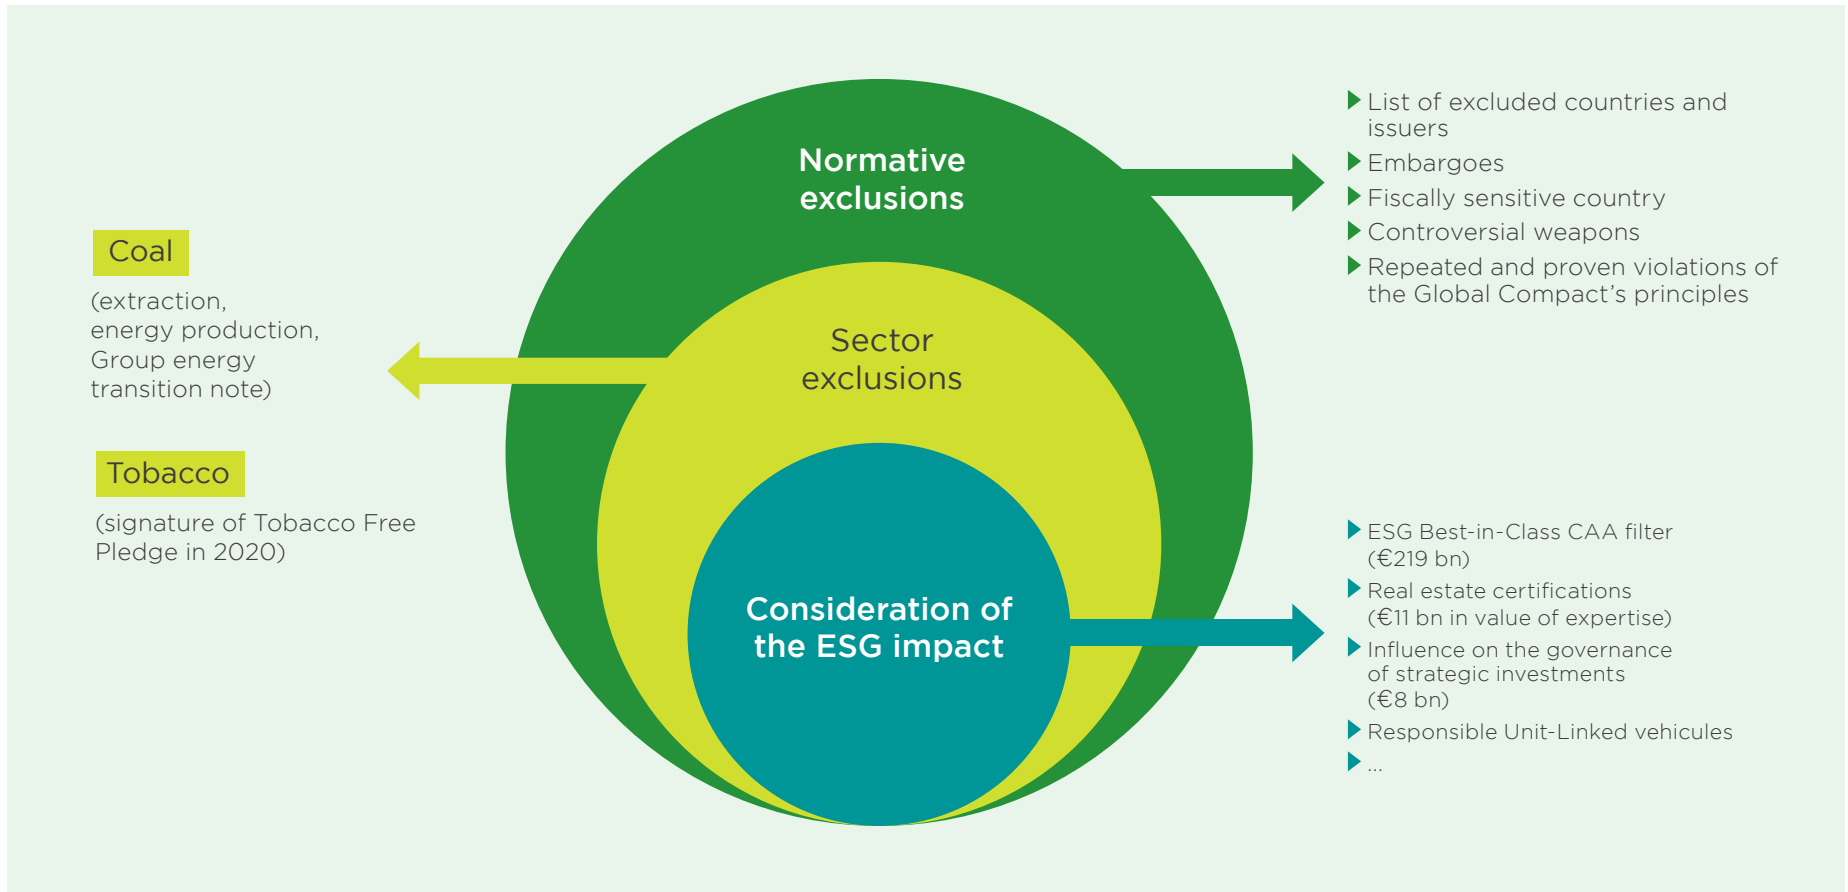 Normative
exclusions
List of excluded countries and
issuers
Embargoes
Fiscally sensitive country
Controversial weapons
Repeated and proven violations of
the Global Compact's principles
Coal
(extraction,
energy production,
Group energy
transition note)
Tobacco
(signature of Tobacco Free
Pledge in 2020)
Sector
exclusions
Consideration of
the ESG impact
ESG Best-in-Class CAA filter
(€219 bn)
Real estate certifications
(€11 bn in value of expertise)
Influence on the governance
of strategic investments
(€8 bn)
Responsible Unit-Linked vehicules
...